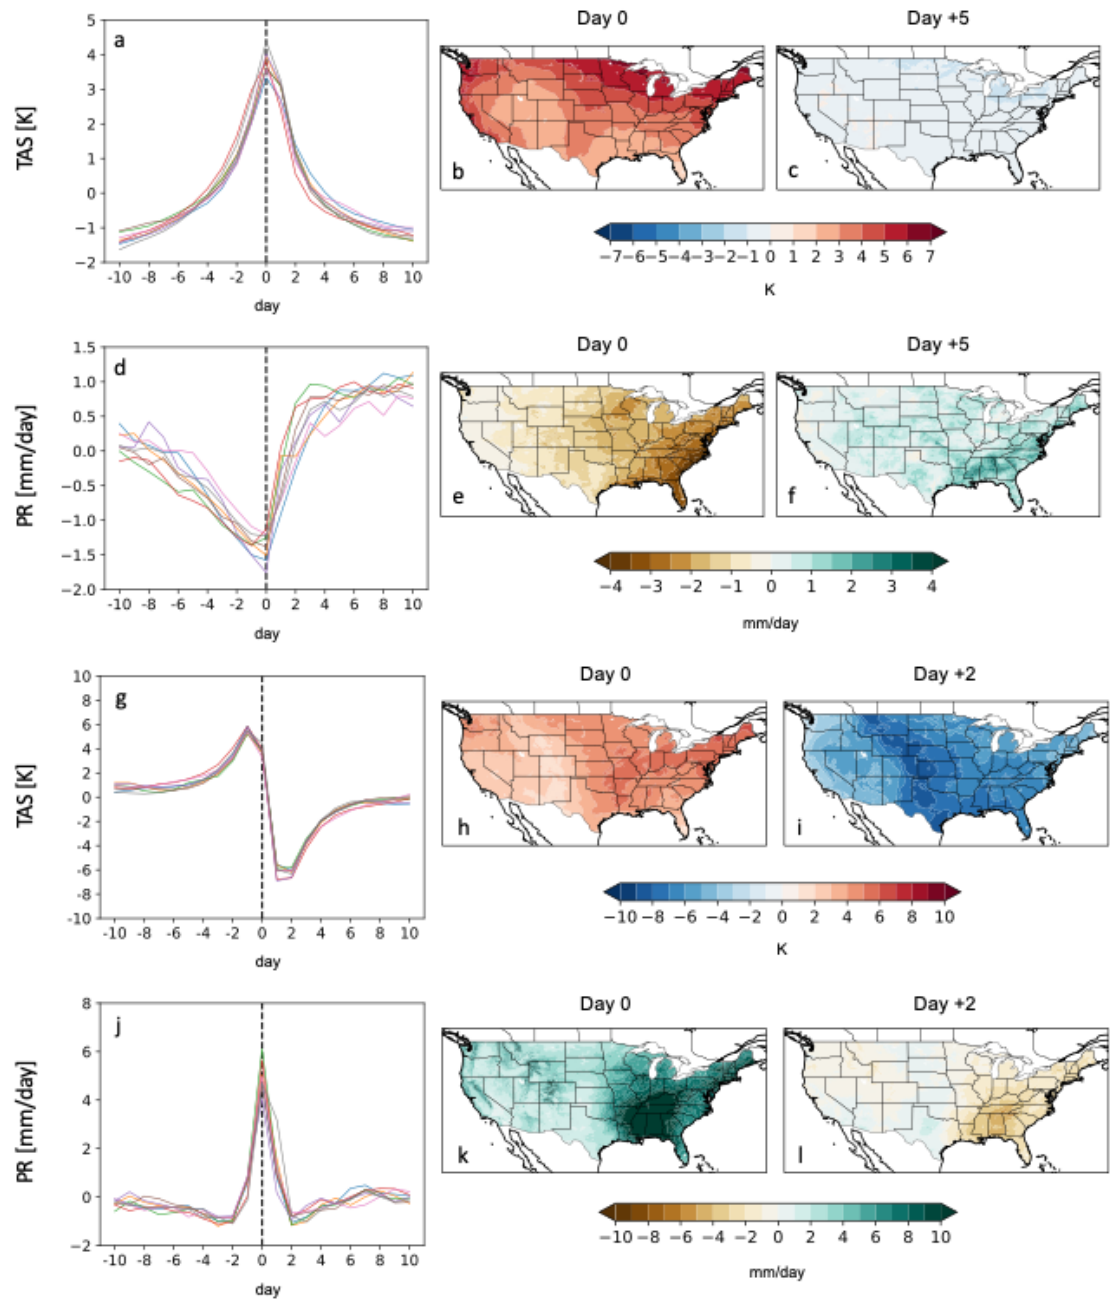 TAS [K]
a
5
4
3
2
1
0
−1
−2
-10 -8 -6 -4 -2 0 2 4 6 8 10
day
Day 0
b
Day +5
c
−7−6−5−4−3−2−1 0 1 2 3 4 5 6 7
K
PR [mm/day]
d
1.5
1.0
0.5
0.0
−0.5
−1.0
−1.5
−2.0
-10 -8 -6 -4 -2 0 2 4 6 8 10
day
Day 0
e
Day +5
f
−4 −3 −2 −1 0 1 2 3 4
mm/day
TAS [K]
g
10
8
6
4
2
0
-2
-4
-6
-8
-10
-10 -8 -6 -4 -2 0 2 4 6 8 10
day
Day 0
h
Day +2
i
−10 −8 −6 −4 −2 0 2 4 6 8 10
K
PR [mm/day]
j
8
6
4
2
0
−2
-10 -8 -6 -4 -2 0 2 4 6 8 10
day
Day 0
k
Day +2
l
−10 −8 −6 −4 −2 0 2 4 6 8 10
mm/day